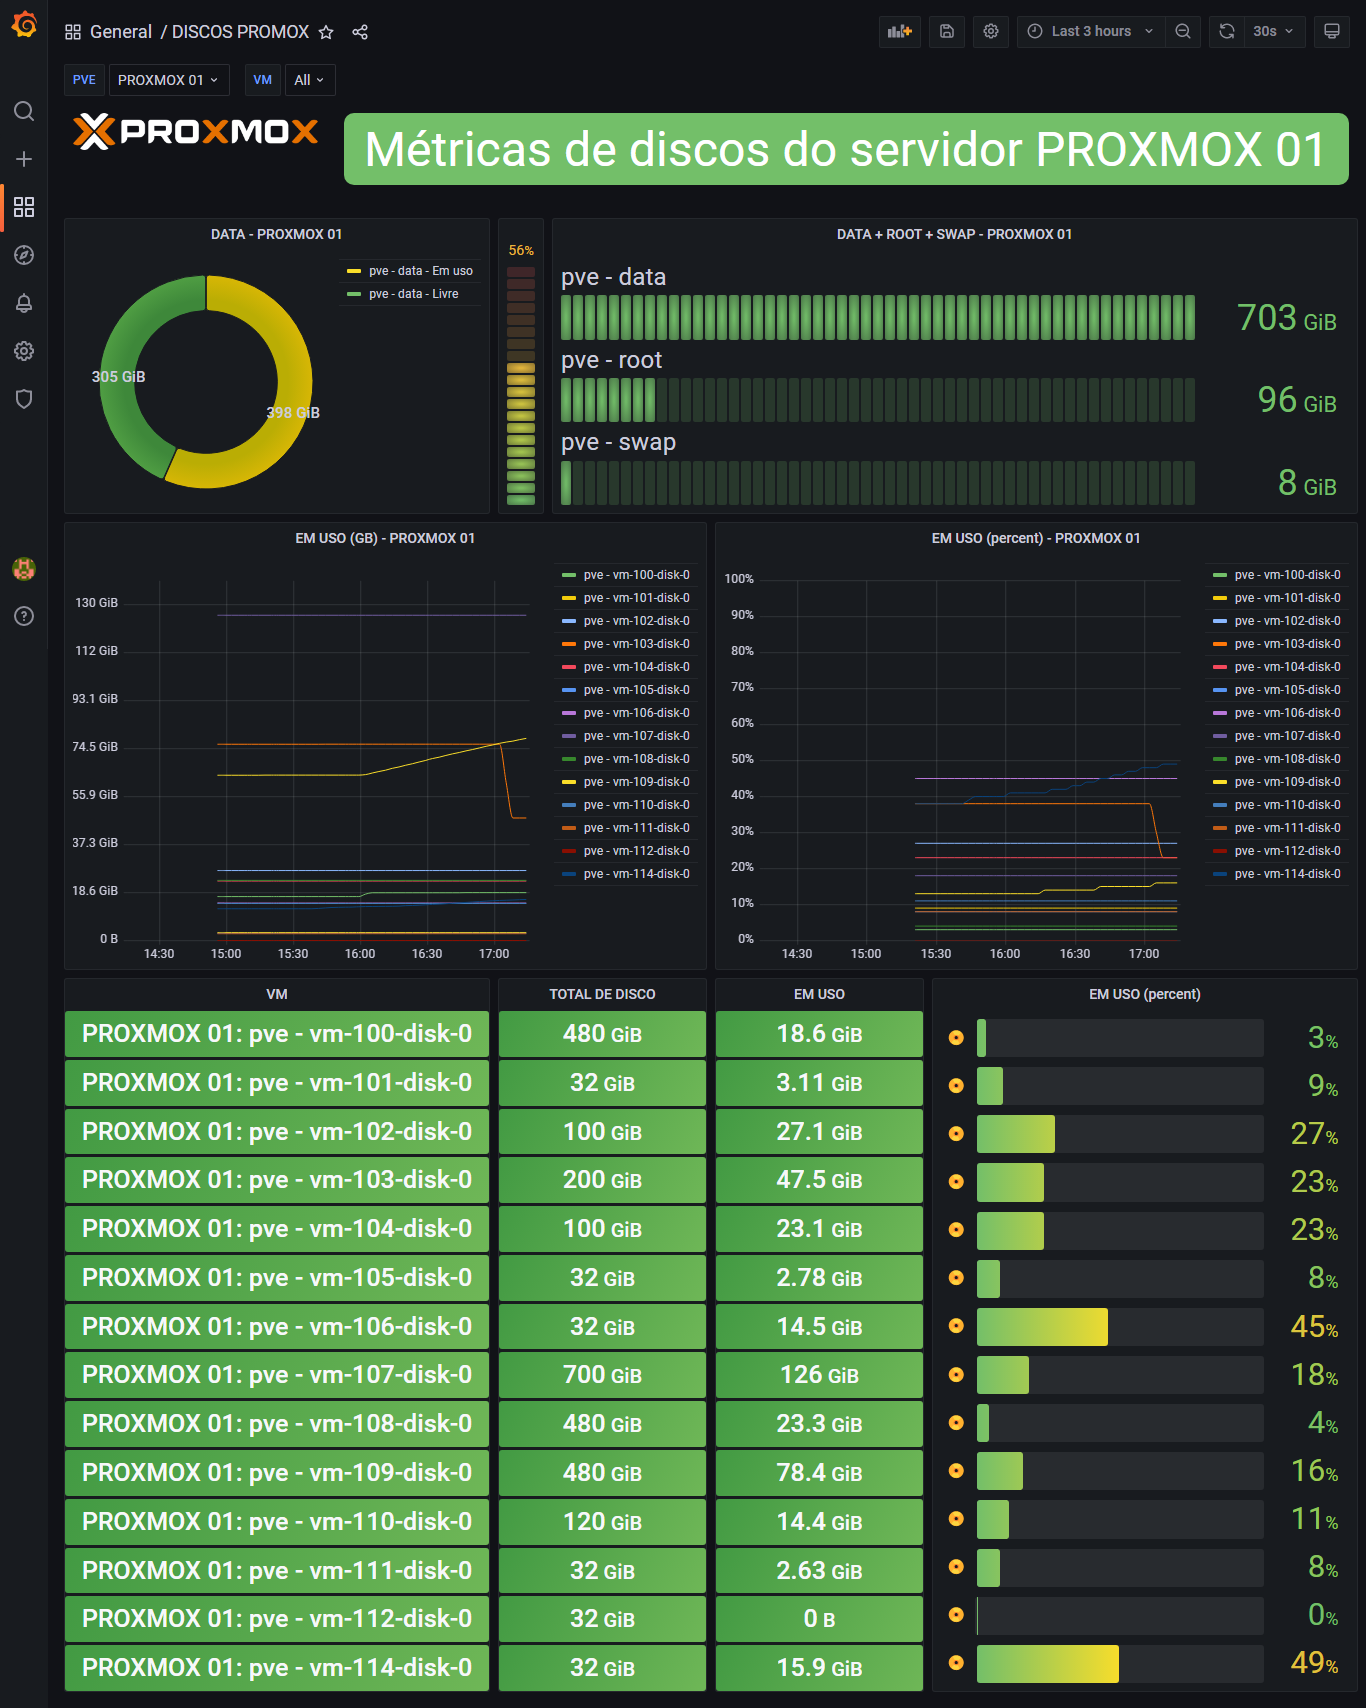 General / DISCOS PROMOX
Last 3 hours
30s
PVE PROXMOX 01 VM All
PROXMOX
Métricas de discos do servidor PROXMOX 01
DATA - PROXMOX 01
pve - data - Em uso
pve - data - Livre
305 GiB
398 GiB
56%
DATA + ROOT + SWAP - PROXMOX 01
pve - data
703 GiB
pve - root
96 GiB
pve - swap
8 GiB
EM USO (GB) - PROXMOX 01
130 GiB
112 GiB
93.1 GiB
74.5 GiB
55.9 GiB
37.3 GiB
18.6 GiB
0 B
14:30 15:00 15:30 16:00 16:30 17:00
pve - vm-100-disk-0
pve - vm-101-disk-0
pve - vm-102-disk-0
pve - vm-103-disk-0
pve - vm-104-disk-0
pve - vm-105-disk-0
pve - vm-106-disk-0
pve - vm-107-disk-0
pve - vm-108-disk-0
pve - vm-109-disk-0
pve - vm-110-disk-0
pve - vm-111-disk-0
pve - vm-112-disk-0
pve - vm-114-disk-0
EM USO (percent) - PROXMOX 01
100%
90%
80%
70%
60%
50%
40%
30%
20%
10%
0%
14:30 15:00 15:30 16:00 16:30 17:00
pve - vm-100-disk-0
pve - vm-101-disk-0
pve - vm-102-disk-0
pve - vm-103-disk-0
pve - vm-104-disk-0
pve - vm-105-disk-0
pve - vm-106-disk-0
pve - vm-107-disk-0
pve - vm-108-disk-0
pve - vm-109-disk-0
pve - vm-110-disk-0
pve - vm-111-disk-0
pve - vm-112-disk-0
pve - vm-114-disk-0
VM TOTAL DE DISCO EM USO EM USO (percent)
PROXMOX 01: pve - vm-100-disk-0 480 GiB 18.6 GiB 3%
PROXMOX 01: pve - vm-101-disk-0 32 GiB 3.11 GiB 9%
PROXMOX 01: pve - vm-102-disk-0 100 GiB 27.1 GiB 27%
PROXMOX 01: pve - vm-103-disk-0 200 GiB 47.5 GiB 23%
PROXMOX 01: pve - vm-104-disk-0 100 GiB 23.1 GiB 23%
PROXMOX 01: pve - vm-105-disk-0 32 GiB 2.78 GiB 8%
PROXMOX 01: pve - vm-106-disk-0 32 GiB 14.5 GiB 45%
PROXMOX 01: pve - vm-107-disk-0 700 GiB 126 GiB 18%
PROXMOX 01: pve - vm-108-disk-0 480 GiB 23.3 GiB 4%
PROXMOX 01: pve - vm-109-disk-0 480 GiB 78.4 GiB 16%
PROXMOX 01: pve - vm-110-disk-0 120 GiB 14.4 GiB 11%
PROXMOX 01: pve - vm-111-disk-0 32 GiB 2.63 GiB 8%
PROXMOX 01: pve - vm-112-disk-0 32 GiB 0 B 0%
PROXMOX 01: pve - vm-114-disk-0 32 GiB 15.9 GiB 49%